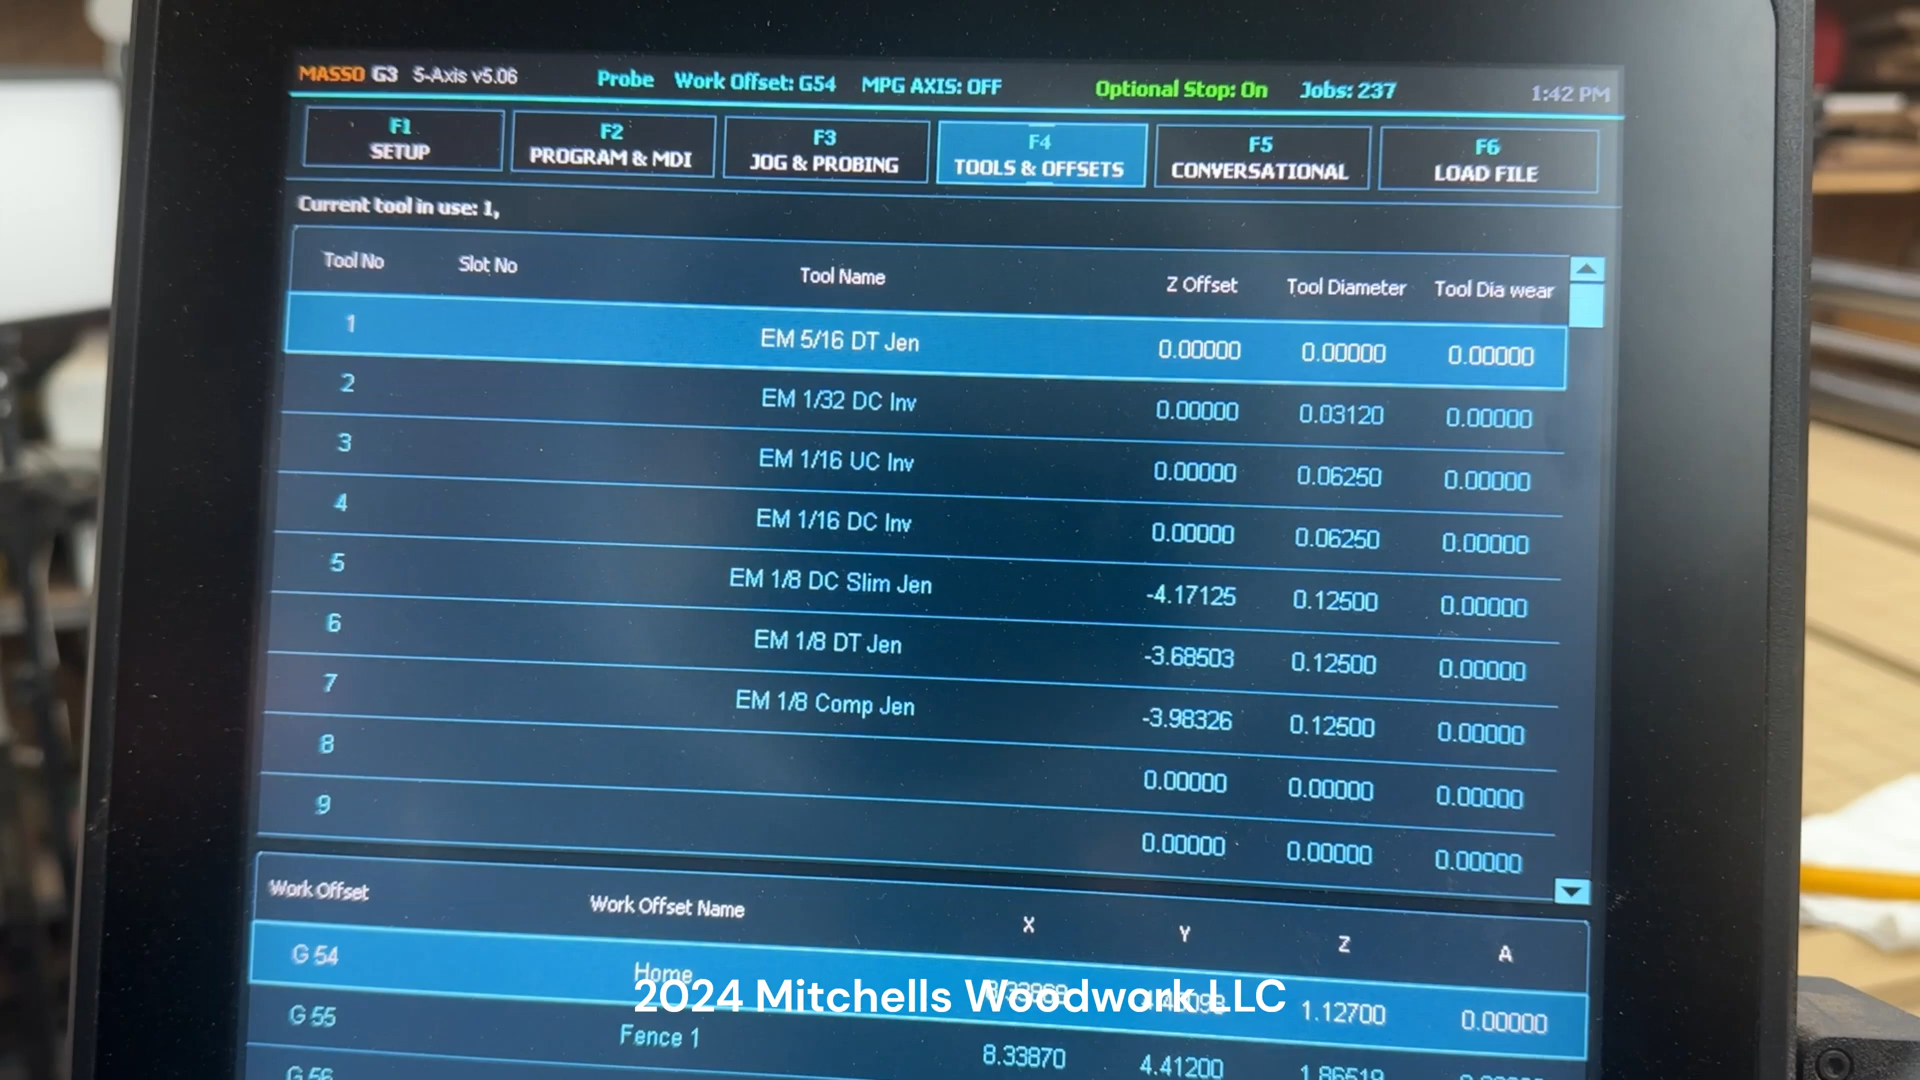 MASSO G3 5-Axis v5.06 Probe Work Offset: G54 MPG AXIS: OFF Optional Stop: On Jobs: 237 1:42 PM
F1 F2 F3 F4 F5 F6
SETUP PROGRAM & MDI JOG & PROBING TOOLS & OFFSETS CONVERSATIONAL LOAD FILE
Current tool in use: 1,
Tool No Slot No Tool Name Z Offset Tool Diameter Tool Dia wear
1 EM 5/16 DT Jen 0.00000 0.00000 0.00000
2 EM 1/32 DC Inv 0.00000 0.03120 0.00000
3 EM 1/16 UC Inv 0.00000 0.06250 0.00000
4 EM 1/16 DC Inv 0.00000 0.06250 0.00000
5 EM 1/8 DC Slim Jen -4.17125 0.12500 0.00000
6 EM 1/8 DT Jen -3.68503 0.12500 0.00000
7 EM 1/8 Comp Jen -3.98326 0.12500 0.00000
8 0.00000 0.00000 0.00000
9 0.00000 0.00000 0.00000
Work Offset Work Offset Name X Y Z A
G 54 Home 1.12700 0.00000
2024 Mitchells Woodwork LLC
G 55 Fence 1 8.33870 4.41200 1.86519
G 56